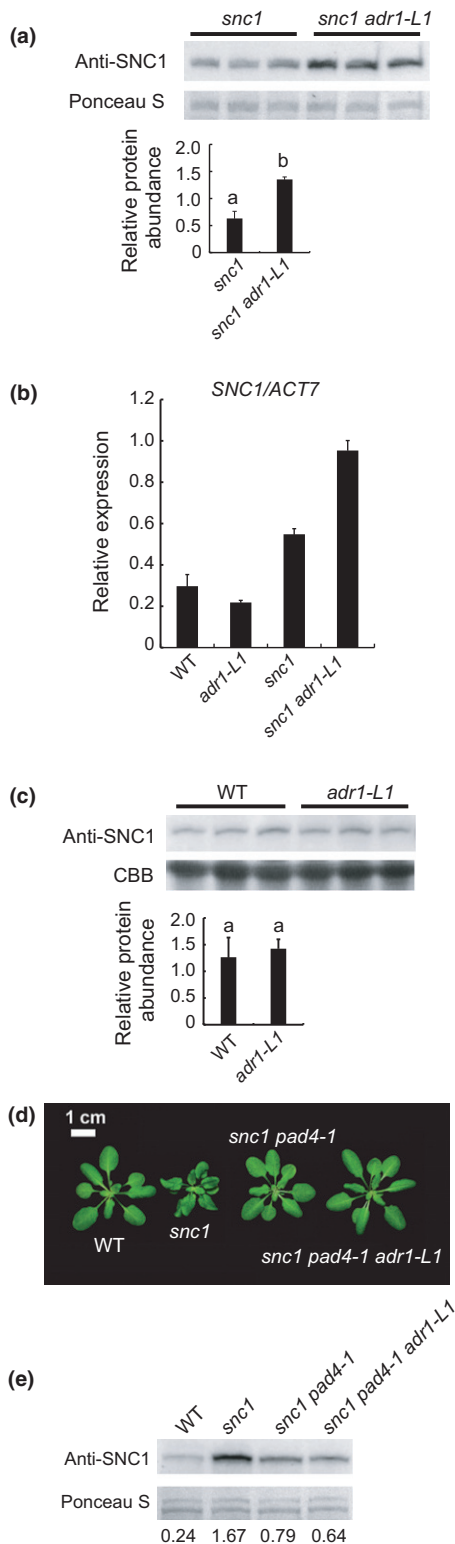 (a)
snc1 snc1 adr1-L1
Anti-SNC1
Ponceau S
Relative protein
abundance
2.0
1.5
1.0
0.5
0
a
b
snc1
snc1 adr1-L1
(b)
SNC1/ACT7
Relative expression
1.2
1.0
0.8
0.6
0.4
0.2
0
WT
adr1-L1
snc1
snc1 adr1-L1
(c)
WT adr1-L1
Anti-SNC1
CBB
Relative protein
abundance
2.0
1.5
1.0
0.5
0
a
a
WT
adr1-L1
(d)
1 cm
WT
snc1
snc1 pad4-1
snc1 pad4-1 adr1-L1
(e)
WT
snc1
snc1 pad4-1
snc1 pad4-1 adr1-L1
Anti-SNC1
Ponceau S
0.24 1.67 0.79 0.64